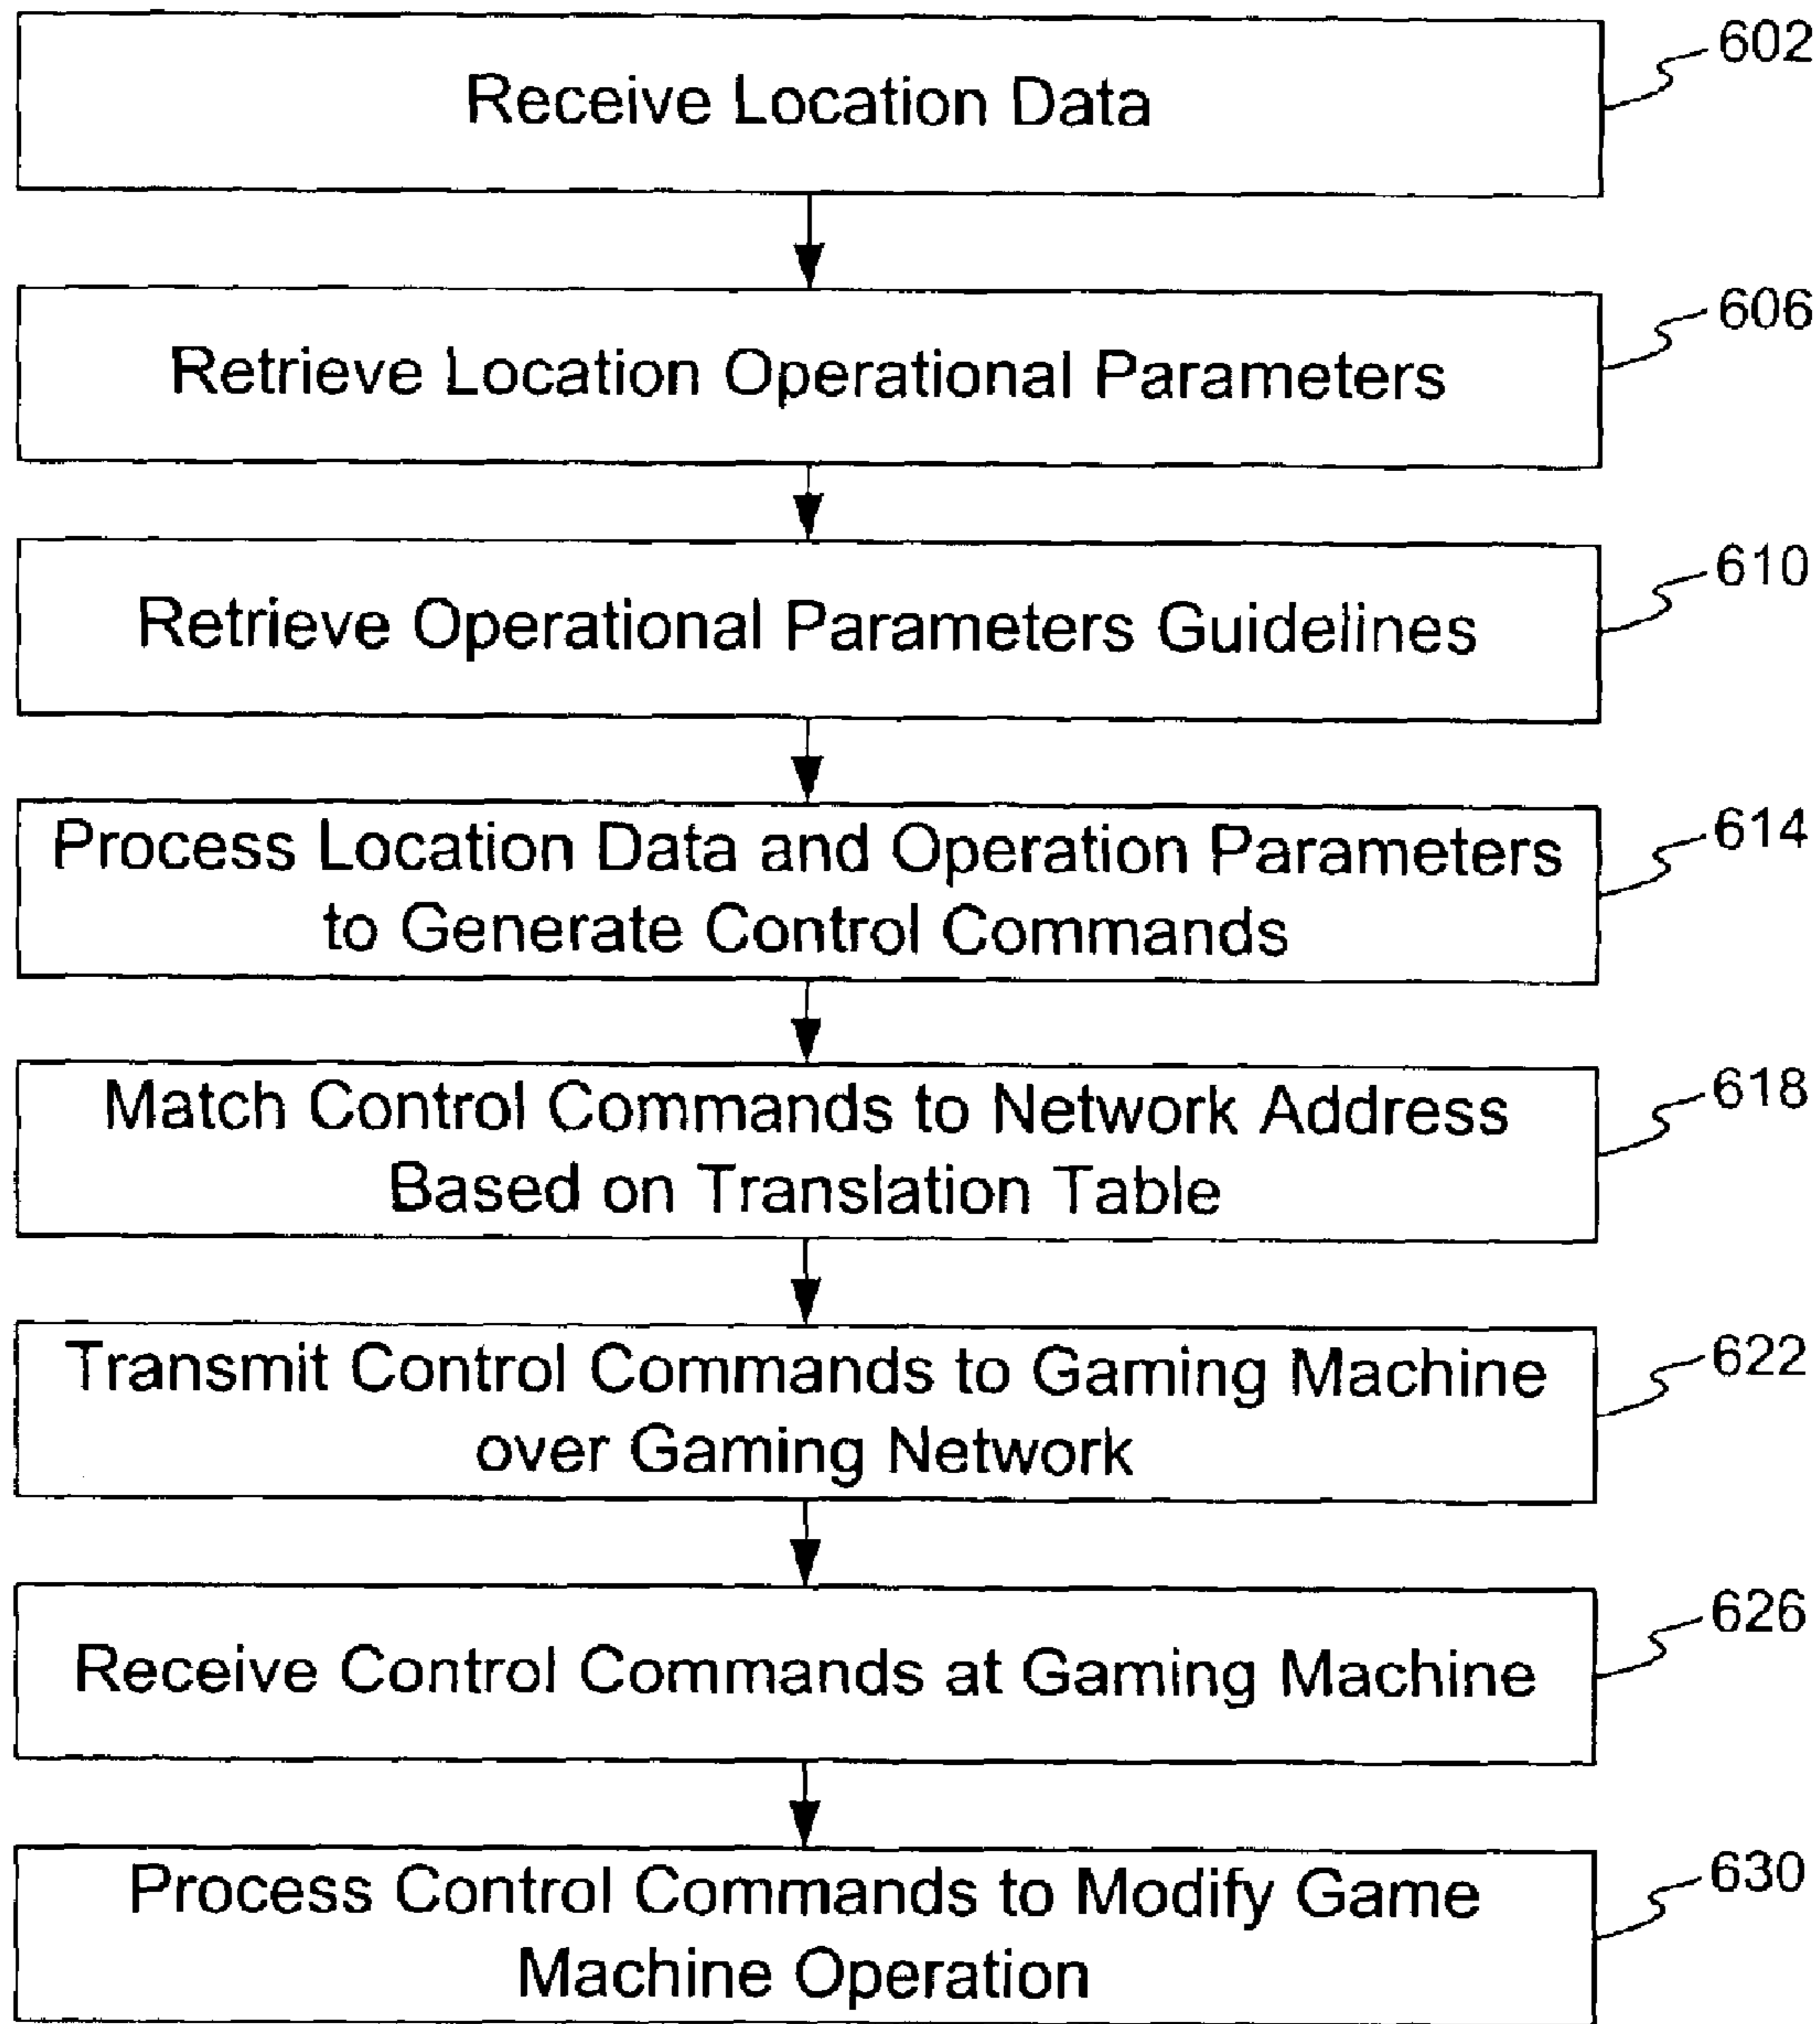 Receive Location Data
602
Retrieve Location Operational Parameters
606
Retrieve Operational Parameters Guidelines
610
Process Location Data and Operation Parameters
to Generate Control Commands
614
Match Control Commands to Network Address
Based on Translation Table
618
Transmit Control Commands to Gaming Machine
over Gaming Network
622
Receive Control Commands at Gaming Machine
626
Process Control Commands to Modify Game
Machine Operation
630